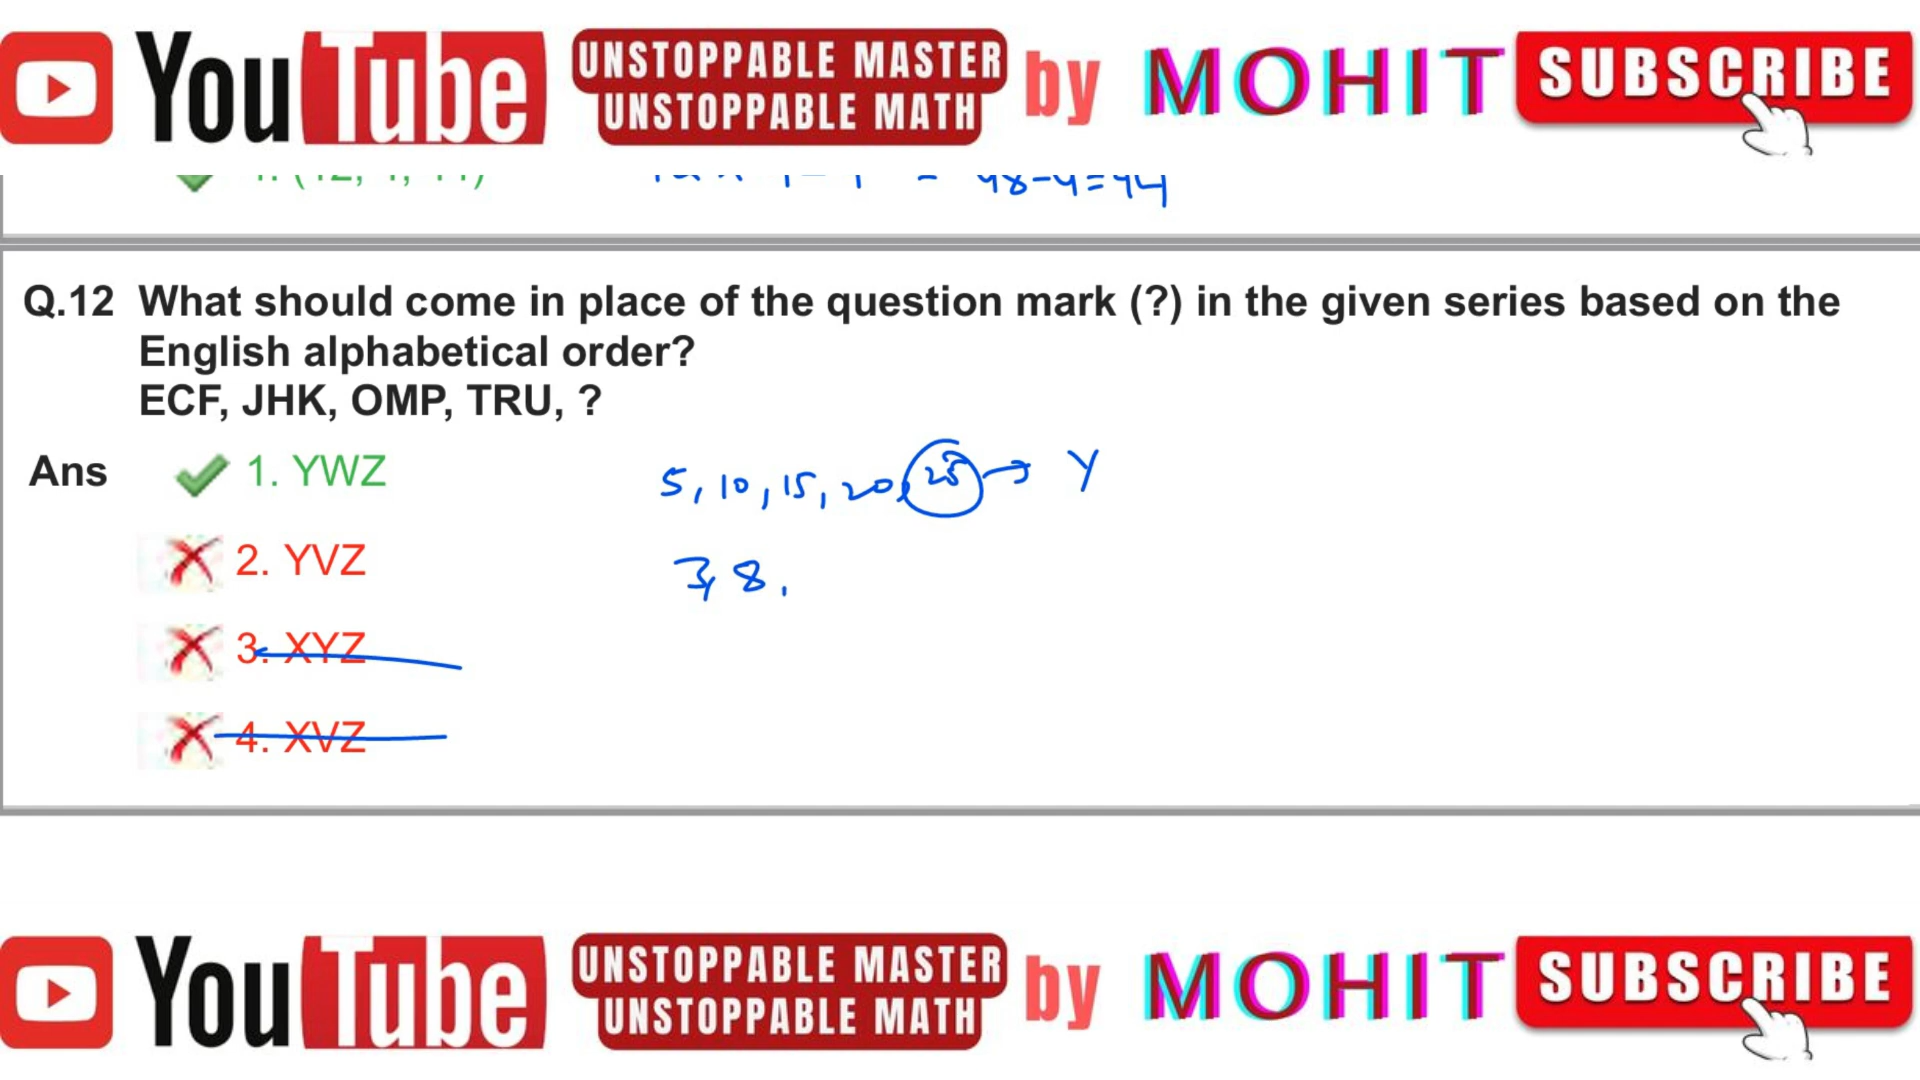 YouTube UNSTOPPABLE MASTER by MOHIT SUBSCRIBE
UNSTOPPABLE MATH
48-4=44
Q.12 What should come in place of the question mark (?) in the given series based on the
English alphabetical order?
ECF, JHK, OMP, TRU, ?
Ans 1. YWZ 5, 10, 15, 20, 25 → Y
2. YVZ 3, 8,
3. XYZ
4. XVZ
YouTube UNSTOPPABLE MASTER by MOHIT SUBSCRIBE
UNSTOPPABLE MATH